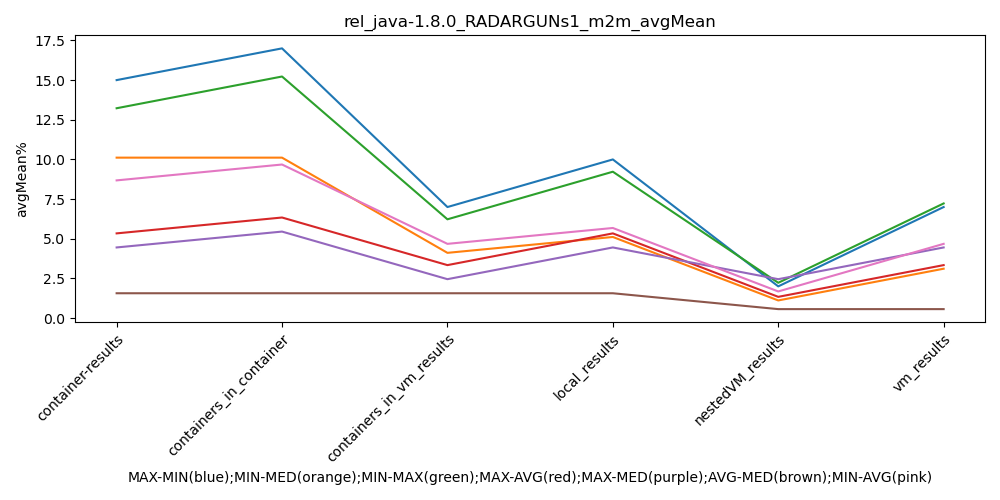 rel_java-1.8.0_RADARGUNs1_m2m_avgMean
17.5
15.0
12.5
10.0
7.5
5.0
2.5
0.0
avgMean%
container-results
containers_in_container
containers_in_vm_results
local_results
nestedVM_results
vm_results
MAX-MIN(blue);MIN-MED(orange);MIN-MAX(green);MAX-AVG(red);MAX-MED(purple);AVG-MED(brown);MIN-AVG(pink)